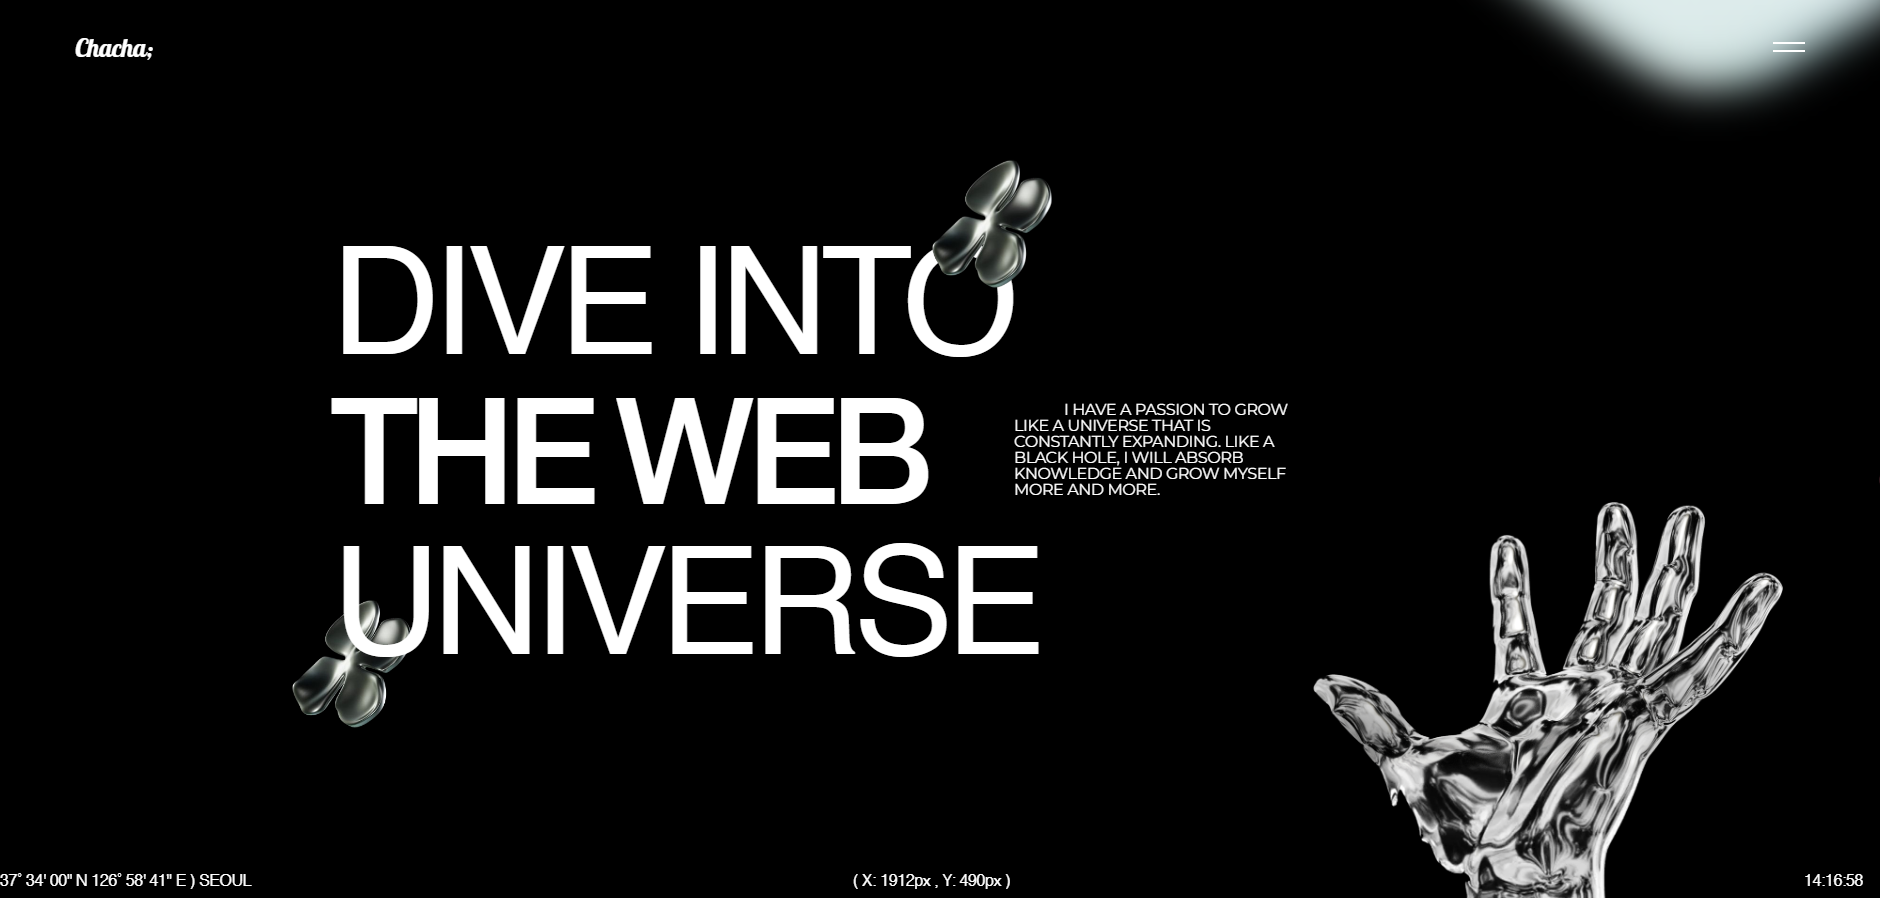 Chacha;
DIVE INTO
THE WEB
UNIVERSE
I HAVE A PASSION TO GROW
LIKE A UNIVERSE THAT IS
CONSTANTLY EXPANDING. LIKE A
BLACK HOLE, I WILL ABSORB
KNOWLEDGE AND GROW MYSELF
MORE AND MORE.
37° 34' 00" N 126° 58' 41" E ) SEOUL
( X: 1912px , Y: 490px )
14:16:58